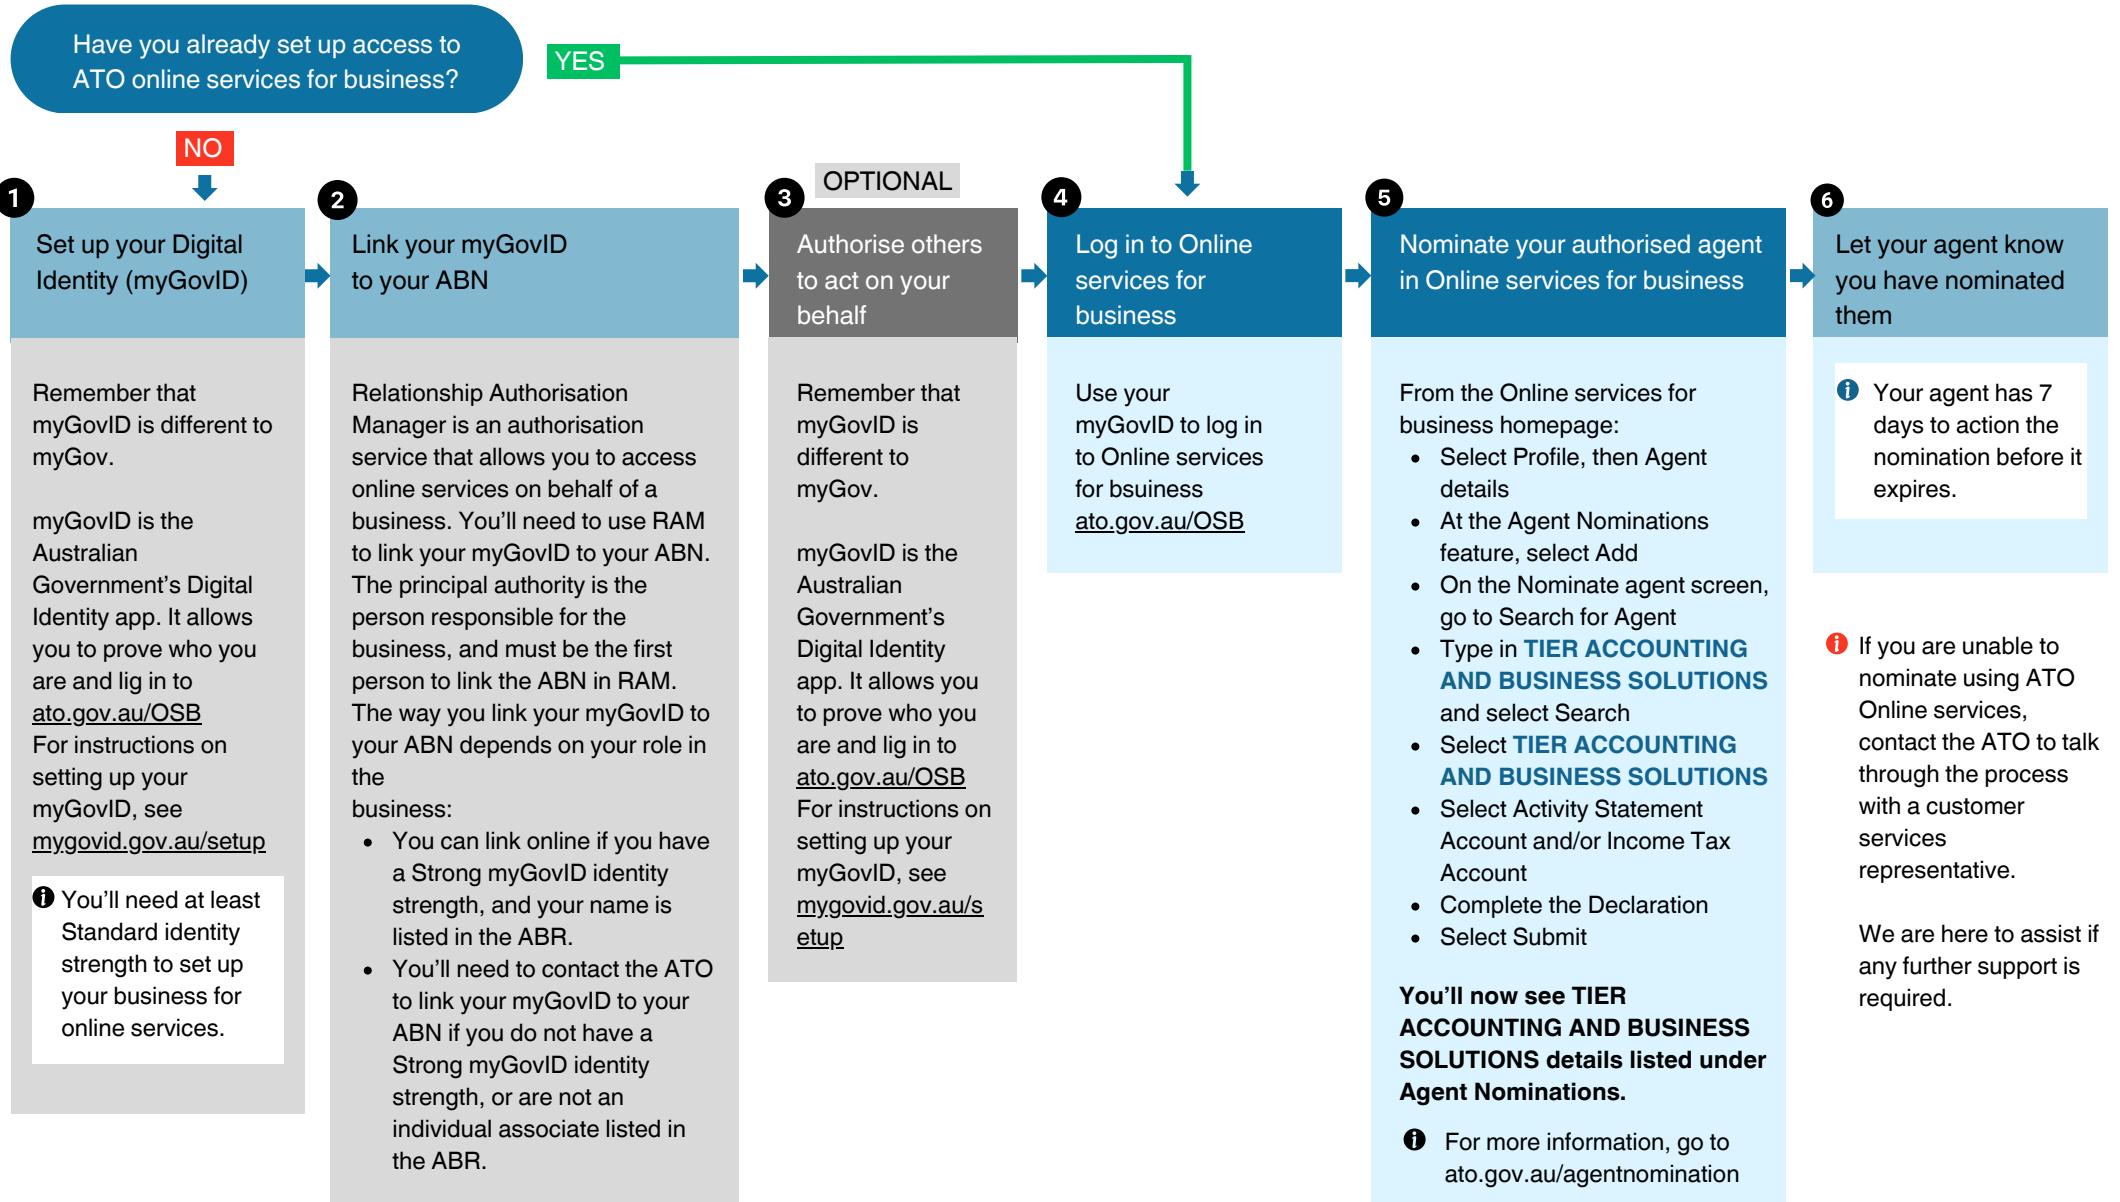 Have you already set up access to
ATO online services for business?
YES
NO
1
Set up your Digital
Identity (myGovID)
Remember that
myGovID is different to
myGov.
myGovID is the
Australian
Government's Digital
Identity app. It allows
you to prove who you
are and lig in to
ato.gov.au/OSB
For instructions on
setting up your
myGovID, see
mygovid.gov.au/setup
You'll need at least
Standard identity
strength to set up
your business for
online services.
2
Link your myGovID
to your ABN
Relationship Authorisation
Manager is an authorisation
service that allows you to access
online services on behalf of a
business. You'll need to use RAM
to link your myGovID to your ABN.
The principal authority is the
person responsible for the
business, and must be the first
person to link the ABN in RAM.
The way you link your myGovID to
your ABN depends on your role in
the
business:
• You can link online if you have
a Strong myGovID identity
strength, and your name is
listed in the ABR.
• You'll need to contact the ATO
to link your myGovID to your
ABN if you do not have a
Strong myGovID identity
strength, or are not an
individual associate listed in
the ABR.
OPTIONAL
3
Authorise others
to act on your
behalf
Remember that
myGovID is
different to
myGov.
myGovID is the
Australian
Government's
Digital Identity
app. It allows you
to prove who you
are and lig in to
ato.gov.au/OSB
For instructions on
setting up your
myGovID, see
mygovid.gov.au/s
etup
4
Log in to Online
services for
business
Use your
myGovID to log in
to Online services
for bsuiness
ato.gov.au/OSB
5
Nominate your authorised agent
in Online services for business
From the Online services for
business homepage:
• Select Profile, then Agent
details
• At the Agent Nominations
feature, select Add
• On the Nominate agent screen,
go to Search for Agent
• Type in TIER ACCOUNTING
AND BUSINESS SOLUTIONS
and select Search
• Select TIER ACCOUNTING
AND BUSINESS SOLUTIONS
• Select Activity Statement
Account and/or Income Tax
Account
• Complete the Declaration
• Select Submit
You'll now see TIER
ACCOUNTING AND BUSINESS
SOLUTIONS details listed under
Agent Nominations.
For more information, go to
ato.gov.au/agentnomination
6
Let your agent know
you have nominated
them
Your agent has 7
days to action the
nomination before it
expires.
If you are unable to
nominate using ATO
Online services,
contact the ATO to talk
through the process
with a customer
services
representative.
We are here to assist if
any further support is
required.